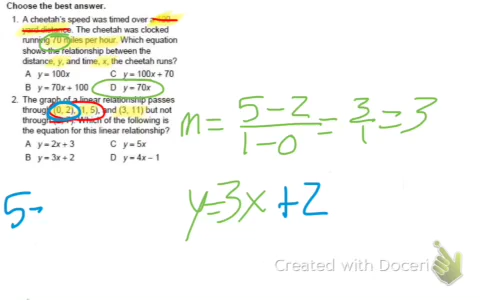 Choose the best answer.
1. A cheetah's speed was timed over a
yard distance. The cheetah was clocked
running 70 miles per hour. Which equation
shows the relationship between the
distance, y, and time, x, the cheetah runs?
A y = 100x C y = 100x + 70
B y = 70x + 100 D y = 70x
2. The graph of a linear relationship passes
through (0, 2), (1, 5), and (3, 11) but not
through Which of the following is
the equation for this linear relationship?
A y = 2x + 3 C y = 5x
B y = 3x + 2 D y = 4x − 1
m = 5 - 2 / 1 - 0 = 3 / 1 = 3
y = 3x + 2
5 -
Created with Doceri